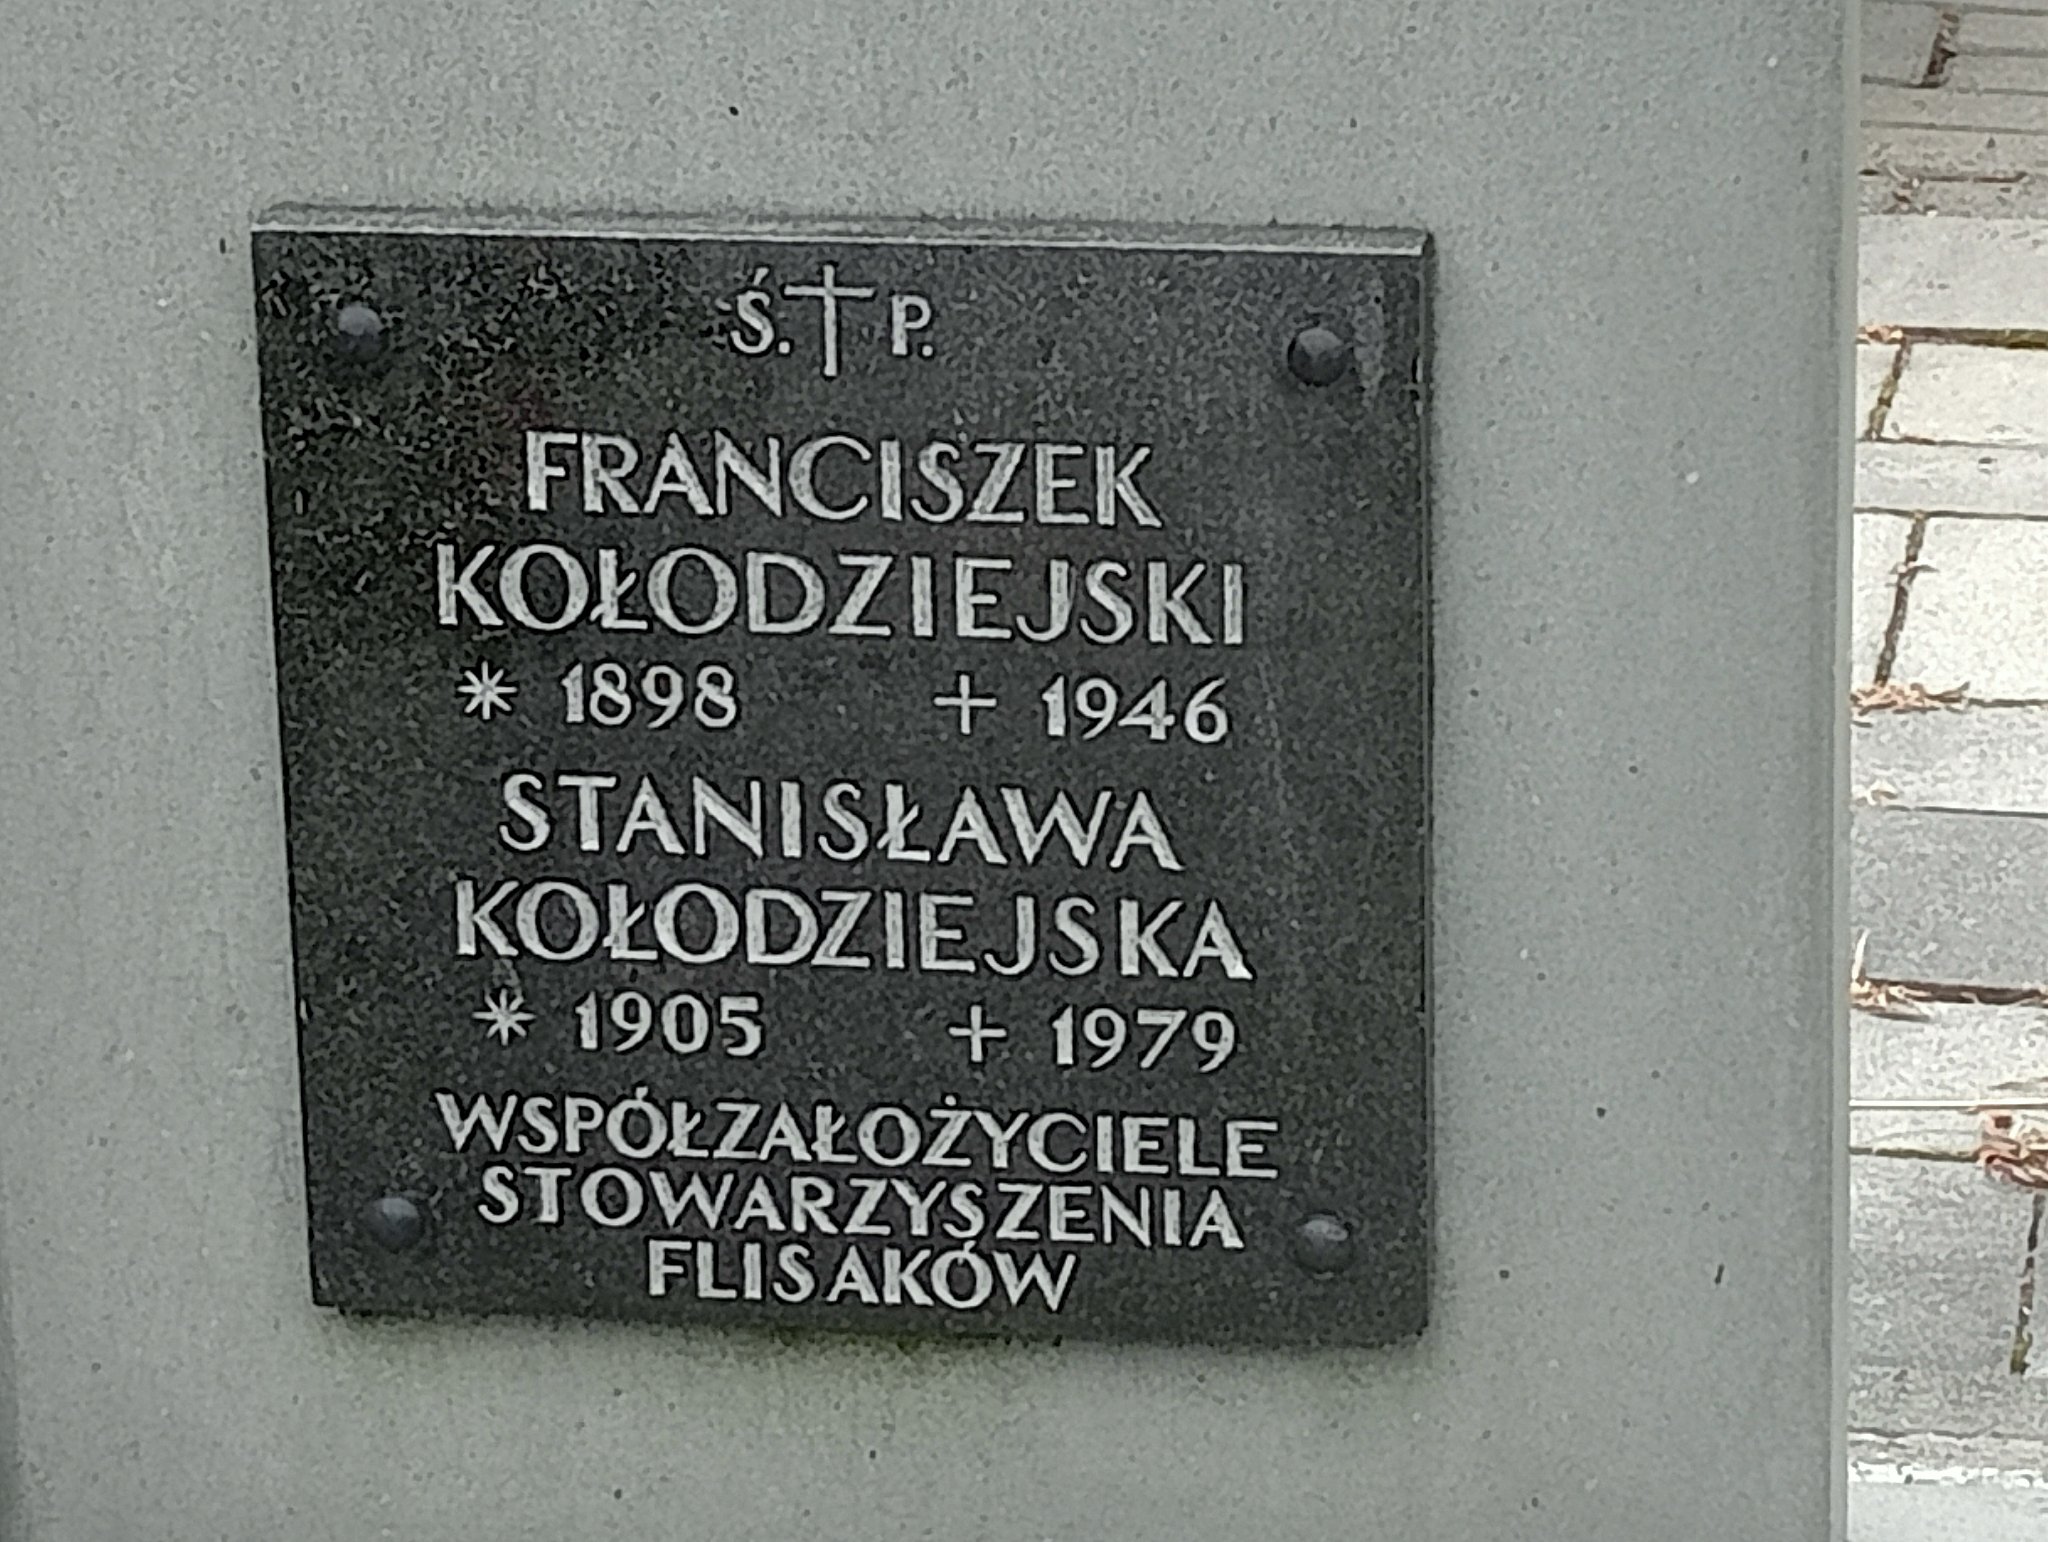 Ś. † P.
FRANCISZEK
KOŁODZIEJSKI
* 1898 + 1946
STANISŁAWA
KOŁODZIEJSKA
* 1905 + 1979
WSPÓŁZAŁOŻYCIELE
STOWARZYSZENIA
FLISAKÓW